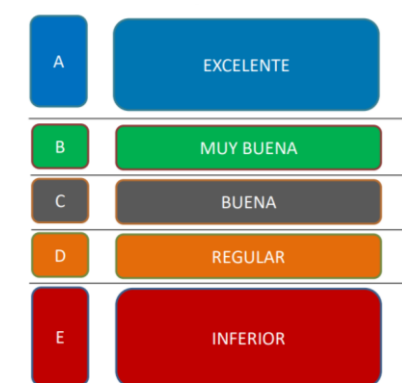 A EXCELENTE
B MUY BUENA
C BUENA
D REGULAR
E INFERIOR